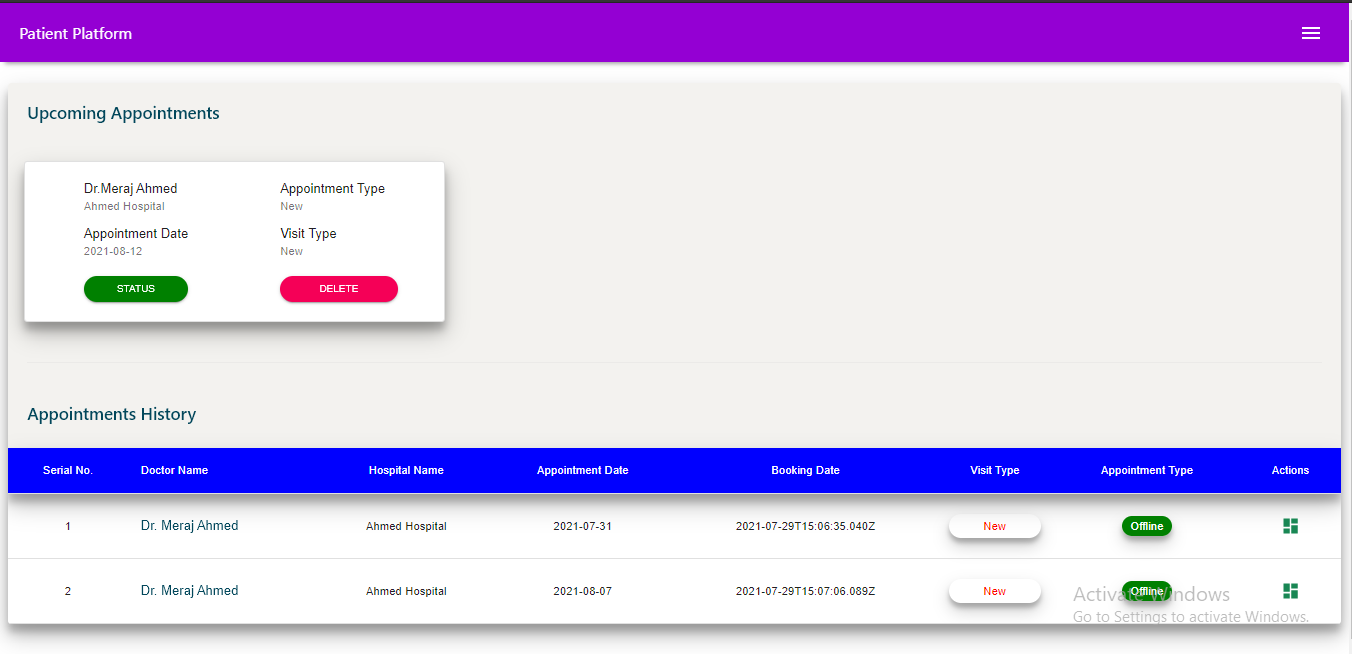 Patient Platform
Upcoming Appointments
Dr.Meraj Ahmed Appointment Type
Ahmed Hospital New
Appointment Date Visit Type
2021-08-12 New
STATUS DELETE
Appointments History
Serial No. Doctor Name Hospital Name Appointment Date Booking Date Visit Type Appointment Type Actions
1 Dr. Meraj Ahmed Ahmed Hospital 2021-07-31 2021-07-29T15:06:35.040Z New Offline
2 Dr. Meraj Ahmed Ahmed Hospital 2021-08-07 2021-07-29T15:07:06.089Z New Offline
Activate Windows
Go to Settings to activate Windows.